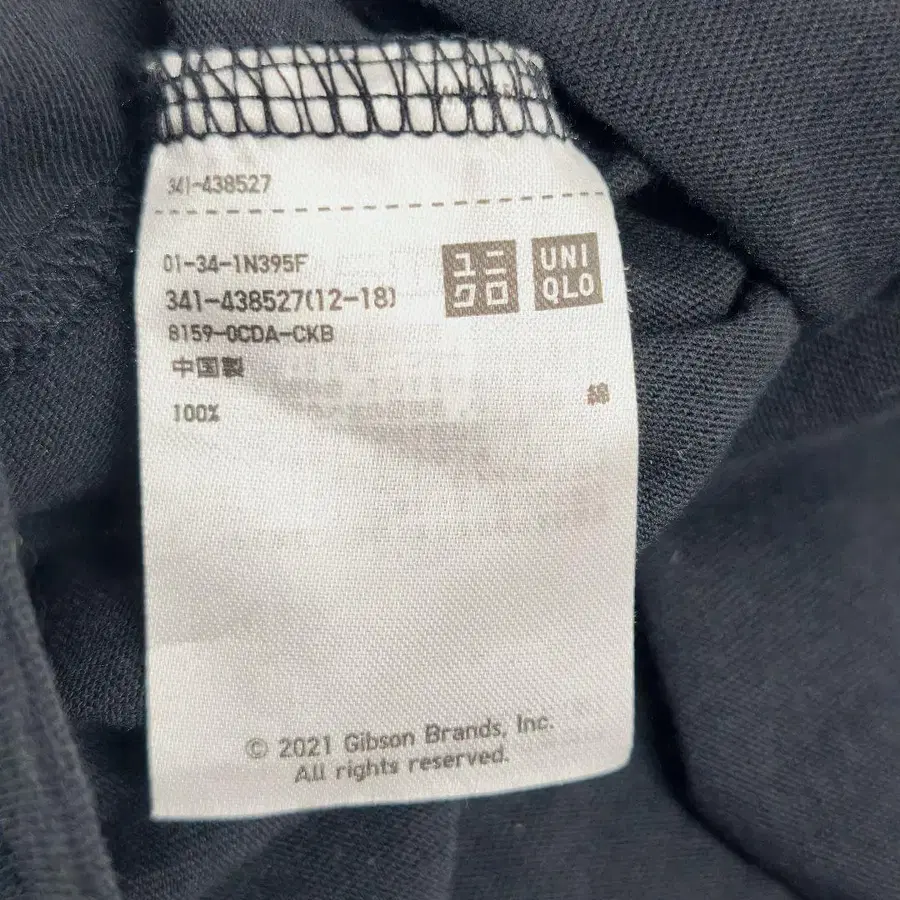 341-438527
01-34-1N395F
341-438527(12-18)
8159-0CDA-CKB
中国製
ユニ
クロ
UNI
QLO
綿
100%
© 2021 Gibson Brands, Inc.
All rights reserved.